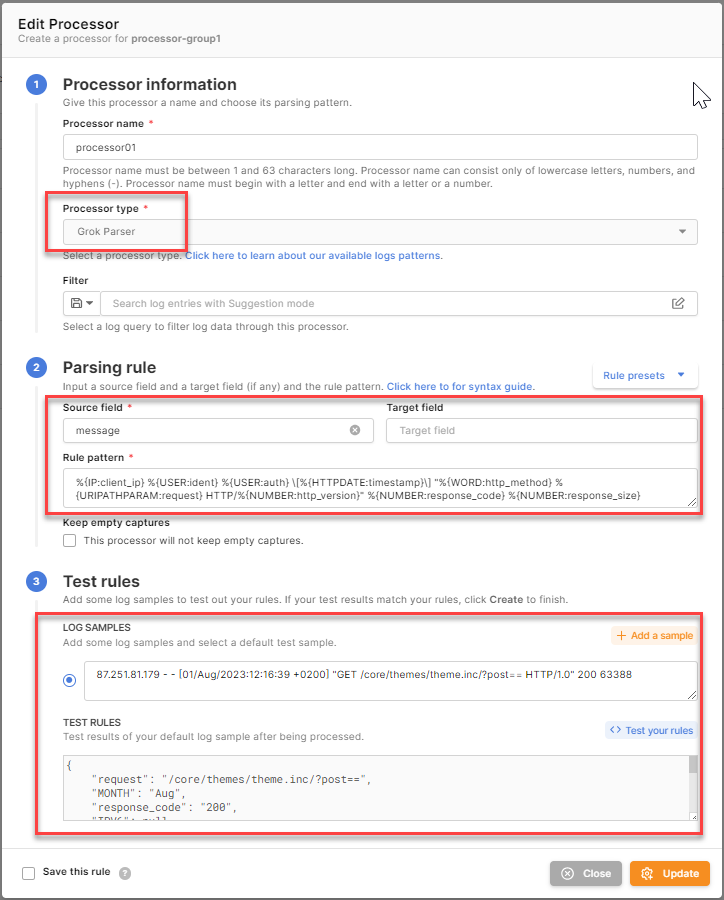 Edit Processor
Create a processor for processor-group1
1
Processor information
Give this processor a name and choose its parsing pattern.
Processor name *
processor01
Processor name must be between 1 and 63 characters long. Processor name can consist only of lowercase letters, numbers, and
hyphens (-). Processor name must begin with a letter and end with a letter or a number.
Processor type *
Grok Parser
Select a processor type. Click here to learn about our available logs patterns.
Filter
Search log entries with Suggestion mode
Select a log query to filter log data through this processor.
2
Parsing rule
Input a source field and a target field (if any) and the rule pattern. Click here to for syntax guide.
Rule presets
Source field *
Target field
message
Target field
Rule pattern *
%{IP:client_ip} %{USER:ident} %{USER:auth} \[%{HTTPDATE:timestamp}\] "%{WORD:http_method} %
{URIPATHPARAM:request} HTTP/%{NUMBER:http_version}" %{NUMBER:response_code} %{NUMBER:response_size}
Keep empty captures
This processor will not keep empty captures.
3
Test rules
Add some log samples to test out your rules. If your test results match your rules, click Create to finish.
LOG SAMPLES
Add some log samples and select a default test sample.
+ Add a sample
87.251.81.179 - - [01/Aug/2023:12:16:39 +0200] "GET /core/themes/theme.inc/?post== HTTP/1.0" 200 63388
TEST RULES
Test results of your default log sample after being processed.
<> Test your rules
{
"request": "/core/themes/theme.inc/?post==",
"MONTH": "Aug",
"response_code": "200",
"IPV6": null
Save this rule ?
Close
Update